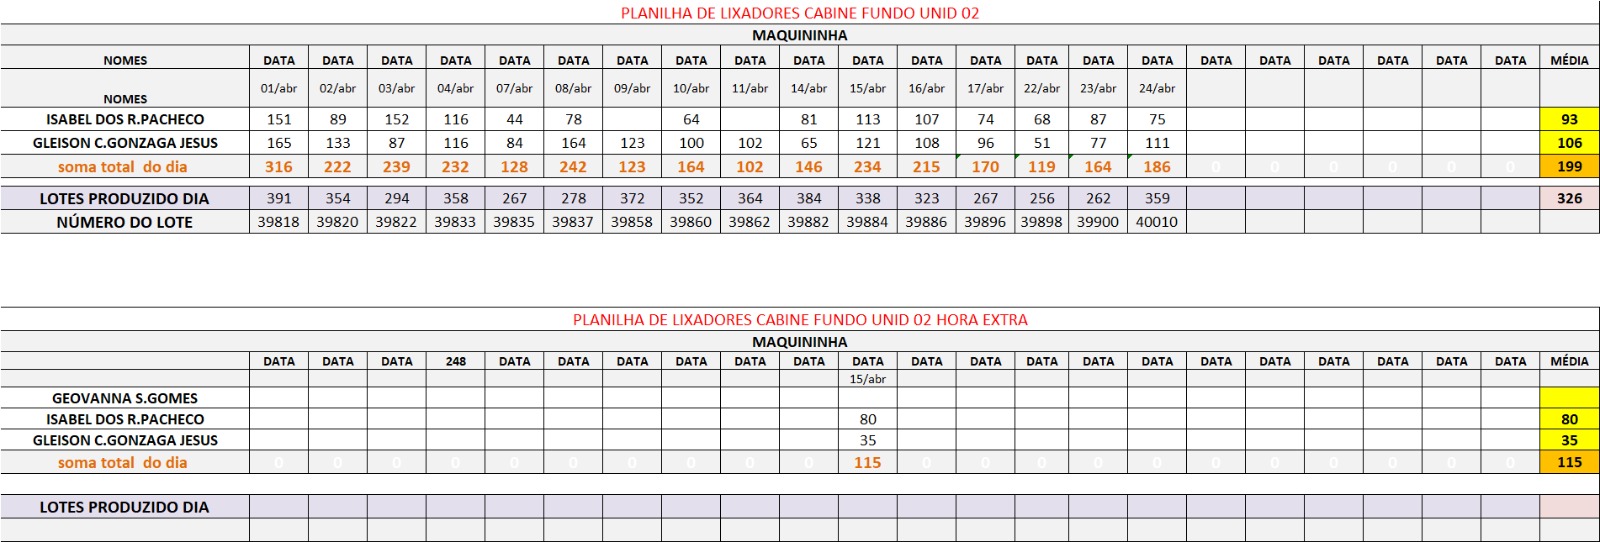 PLANILHA DE LIXADORES CABINE FUNDO UNID 02
MAQUININHA
NOMES DATA DATA DATA DATA DATA DATA DATA DATA DATA DATA DATA DATA DATA DATA DATA DATA DATA DATA DATA DATA DATA DATA MÉDIA
NOMES 01/abr 02/abr 03/abr 04/abr 07/abr 08/abr 09/abr 10/abr 11/abr 14/abr 15/abr 16/abr 17/abr 22/abr 23/abr 24/abr
ISABEL DOS R.PACHECO 151 89 152 116 44 78 64 81 113 107 74 68 87 75 93
GLEISON C.GONZAGA JESUS 165 133 87 116 84 164 123 100 102 65 121 108 96 51 77 111 106
soma total do dia 316 222 239 232 128 242 123 164 102 146 234 215 170 119 164 186 0 0 0 0 0 0 199
LOTES PRODUZIDO DIA 391 354 294 358 267 278 372 352 364 384 338 323 267 256 262 359 326
NÚMERO DO LOTE 39818 39820 39822 39833 39835 39837 39858 39860 39862 39882 39884 39886 39896 39898 39900 40010
PLANILHA DE LIXADORES CABINE FUNDO UNID 02 HORA EXTRA
MAQUININHA
DATA DATA DATA 248 DATA DATA DATA DATA DATA DATA DATA DATA DATA DATA DATA DATA DATA DATA DATA DATA DATA DATA MÉDIA
15/abr
GEOVANNA S.GOMES
ISABEL DOS R.PACHECO 80 80
GLEISON C.GONZAGA JESUS 35 35
soma total do dia 0 0 0 0 0 0 0 0 0 0 115 0 0 0 0 0 0 0 0 0 0 0 115
LOTES PRODUZIDO DIA